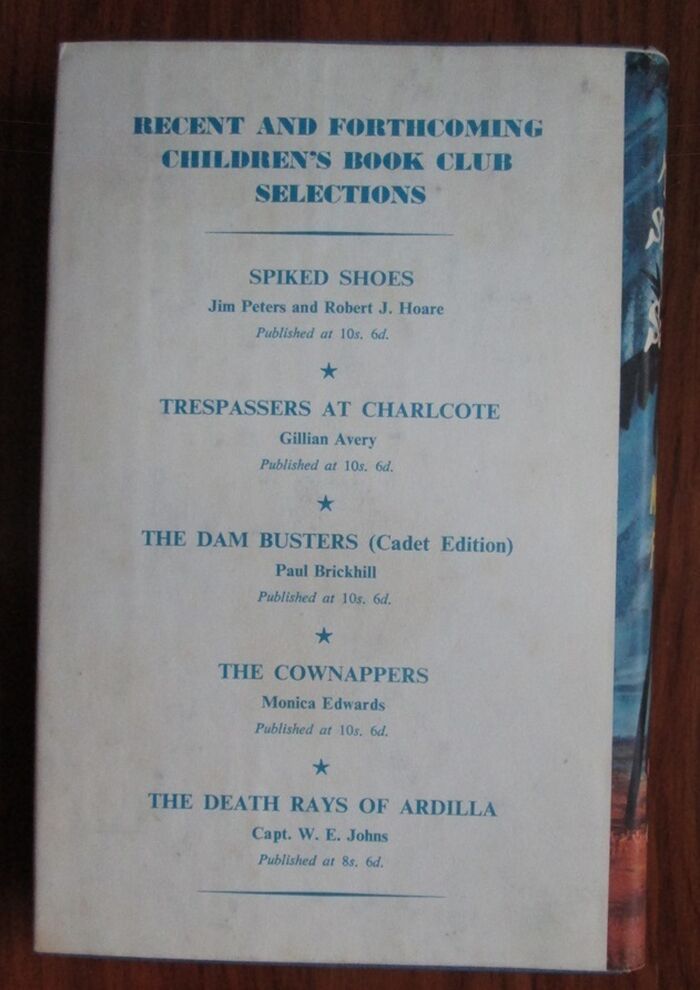 RECENT AND FORTHCOMING
CHILDREN'S BOOK CLUB
SELECTIONS
SPIKED SHOES
Jim Peters and Robert J. Hoare
Published at 10s. 6d.
TRESPASSERS AT CHARLCOTE
Gillian Avery
Published at 10s. 6d.
THE DAM BUSTERS (Cadet Edition)
Paul Brickhill
Published at 10s. 6d.
THE COWNAPPERS
Monica Edwards
Published at 10s. 6d.
THE DEATH RAYS OF ARDILLA
Capt. W. E. Johns
Published at 8s. 6d.